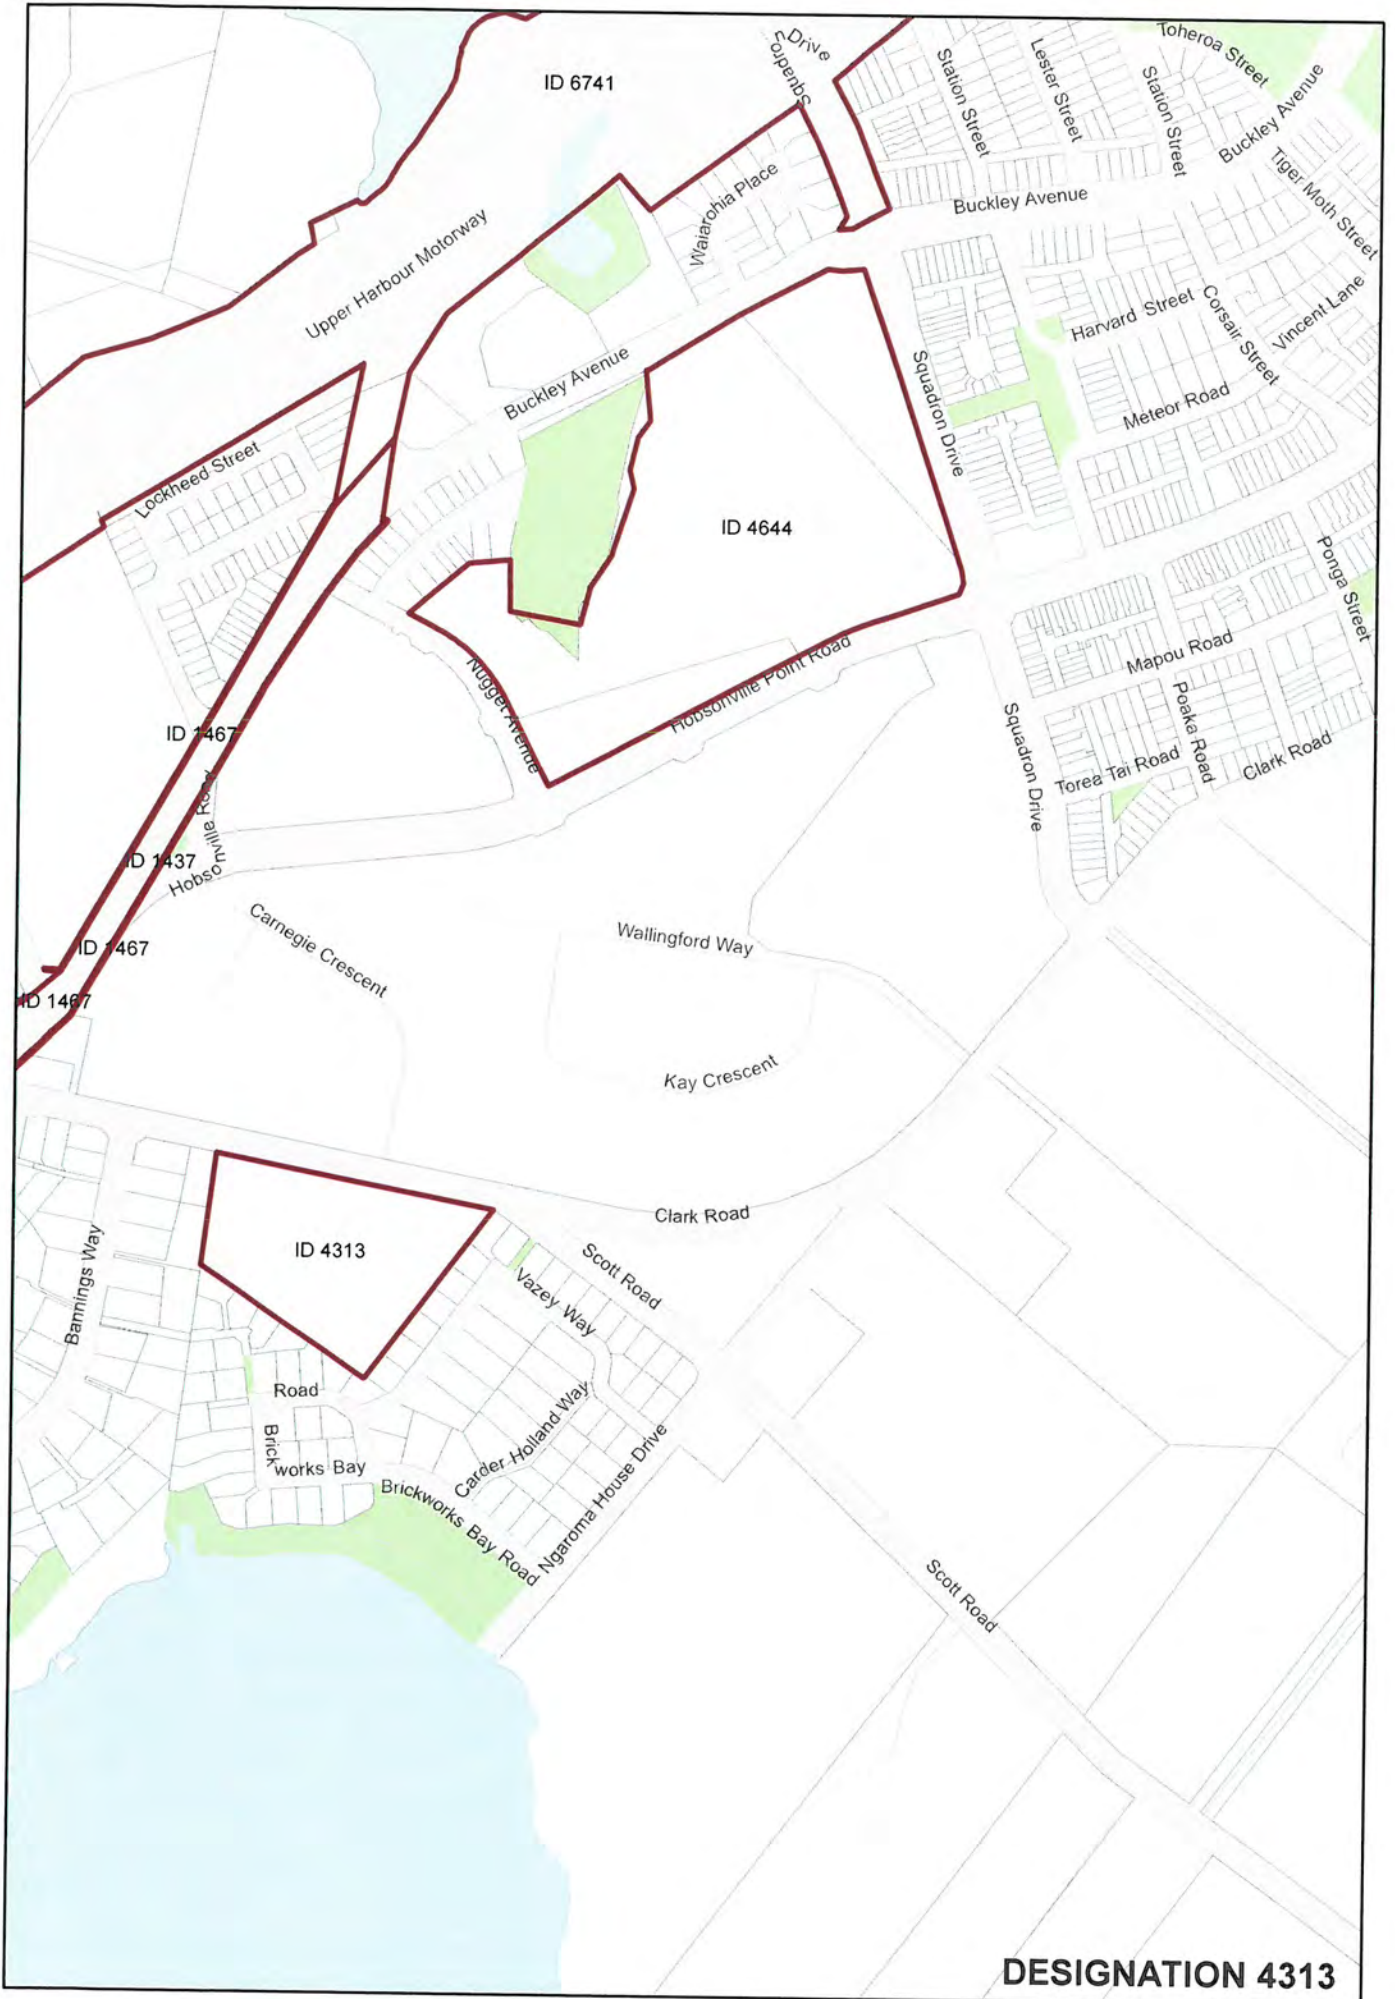 Toheroa Street
Drive
Squadron
Station Street
Lester Street
Station Street
Buckley Avenue
ID 6741
Tiger Moth Street
Waiarohia Place
Buckley Avenue
Upper Harbour Motorway
Harvard Street
Corsair Street
Vincent Lane
Buckley Avenue
Squadron Drive
Meteor Road
Lockheed Street
ID 4644
Ponga Street
Mapou Road
Hobsonville Point Road
Nugget Avenue
Poaka Road
Squadron Drive
ID 1467
Torea Tai Road
Clark Road
Hobsonville Road
ID 1437
Carnegie Crescent
Wallingford Way
ID 1467
ID 1467
Kay Crescent
Clark Road
ID 4313
Scott Road
Bannings Way
Vazey Way
Road
Brick
works Bay
Carder Holland Way
Ngaroma House Drive
Brickworks Bay Road
Scott Road
DESIGNATION 4313